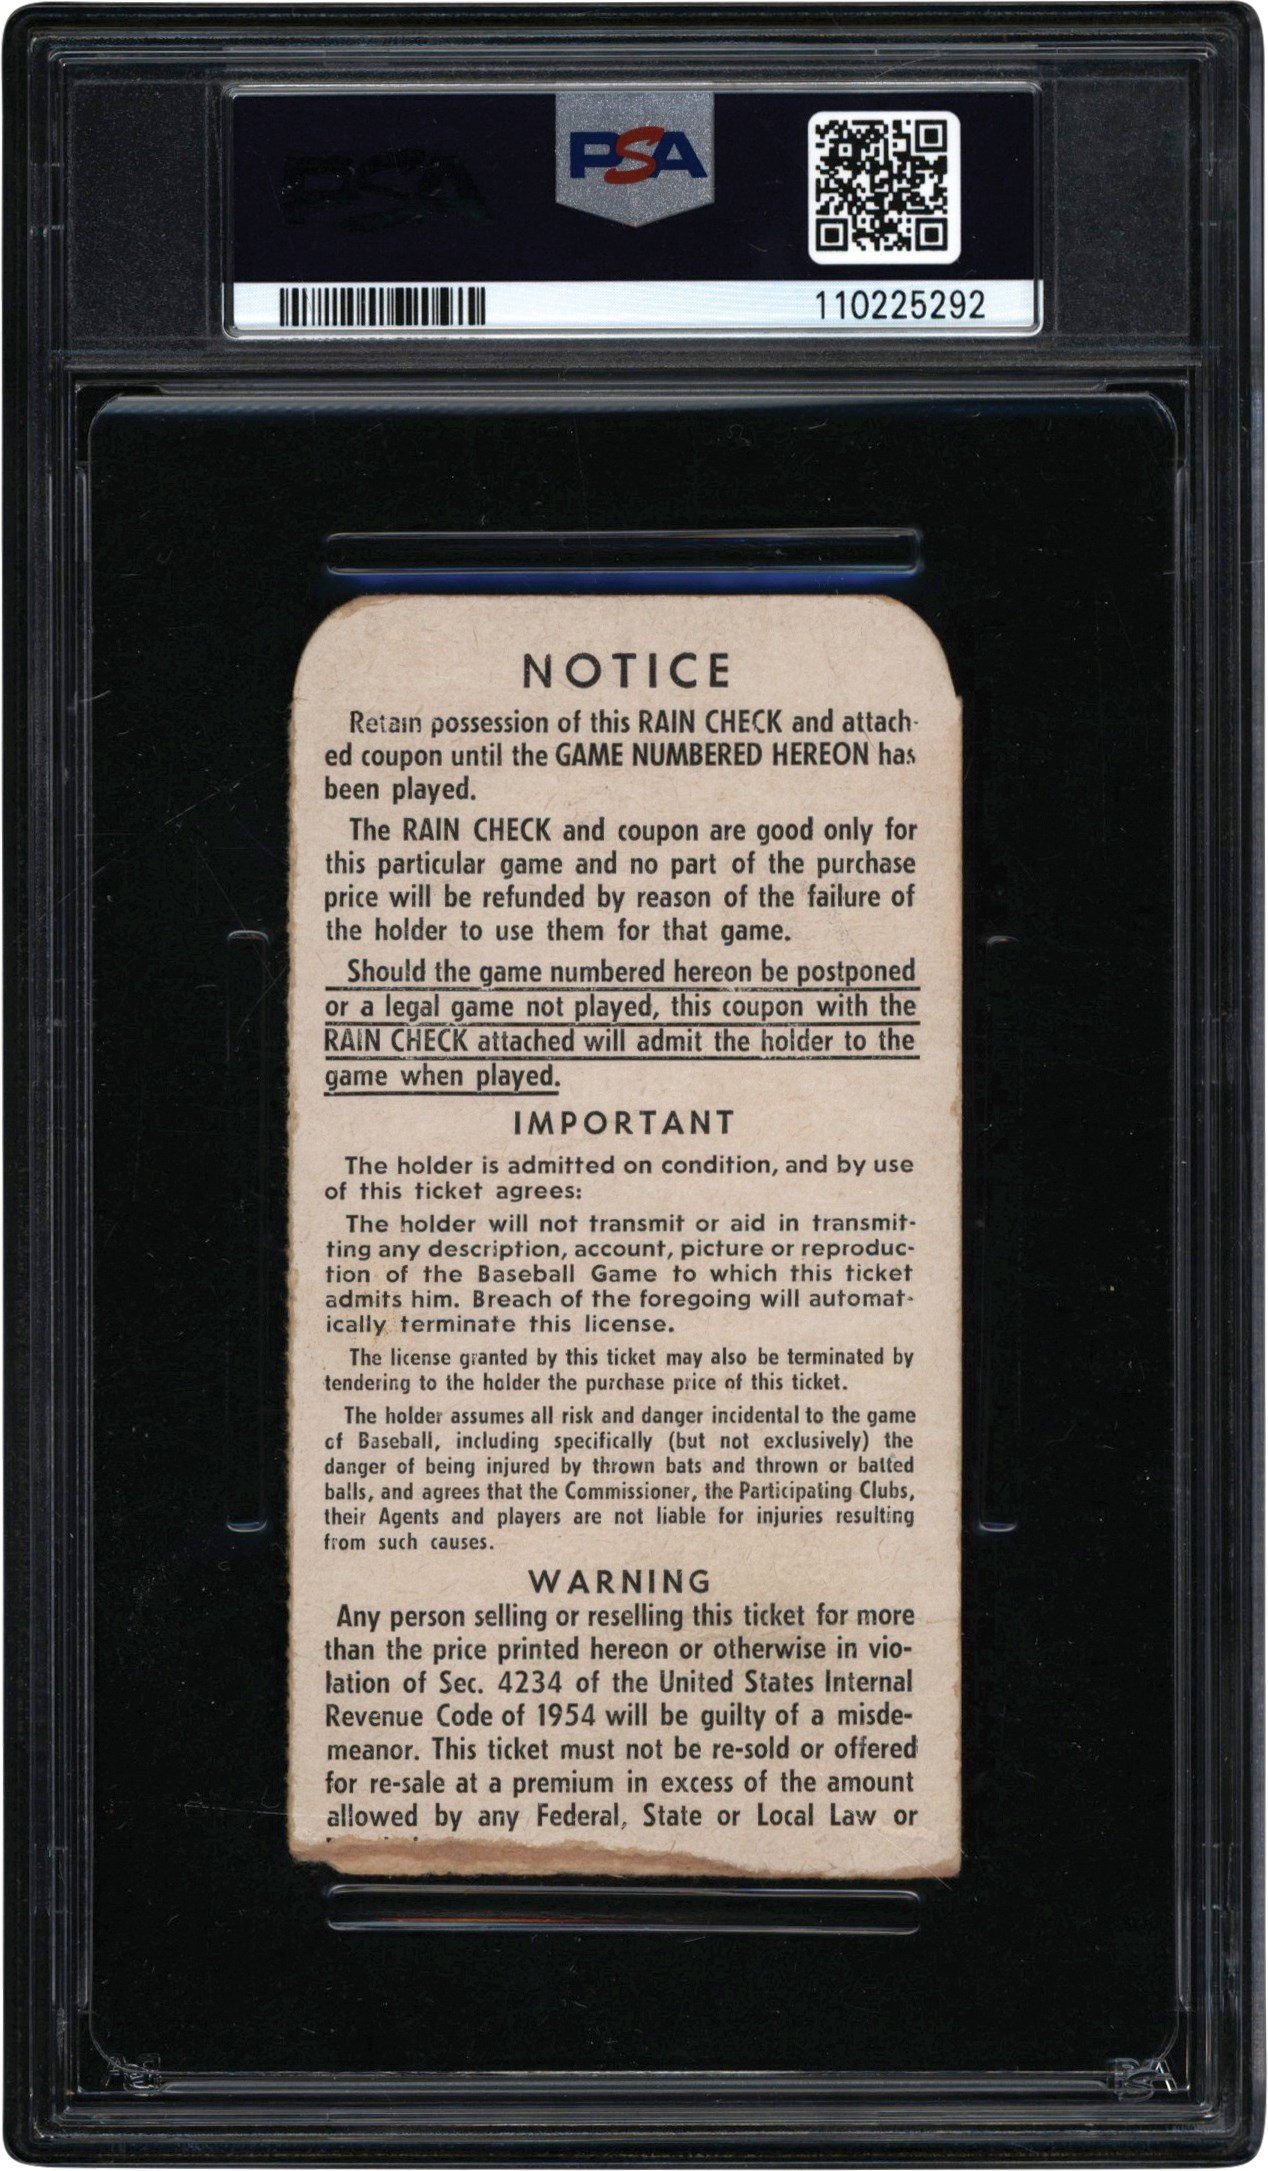 PSA
110225292
NOTICE
Retain possession of this RAIN CHECK and attach-
ed coupon until the GAME NUMBERED HEREON has
been played.
The RAIN CHECK and coupon are good only for
this particular game and no part of the purchase
price will be refunded by reason of the failure of
the holder to use them for that game.
Should the game numbered hereon be postponed
or a legal game not played, this coupon with the
RAIN CHECK attached will admit the holder to the
game when played.
IMPORTANT
The holder is admitted on condition, and by use
of this ticket agrees:
The holder will not transmit or aid in transmit-
ting any description, account, picture or reproduc-
tion of the Baseball Game to which this ticket
admits him. Breach of the foregoing will automat-
ically terminate this license.
The license granted by this ticket may also be terminated by
tendering to the holder the purchase price of this ticket.
The holder assumes all risk and danger incidental to the game
of Baseball, including specifically (but not exclusively) the
danger of being injured by thrown bats and thrown or batted
balls, and agrees that the Commissioner, the Participating Clubs,
their Agents and players are not liable for injuries resulting
from such causes.
WARNING
Any person selling or reselling this ticket for more
than the price printed hereon or otherwise in vio-
lation of Sec. 4234 of the United States Internal
Revenue Code of 1954 will be guilty of a misde-
meanor. This ticket must not be re-sold or offered
for re-sale at a premium in excess of the amount
allowed by any Federal, State or Local Law or